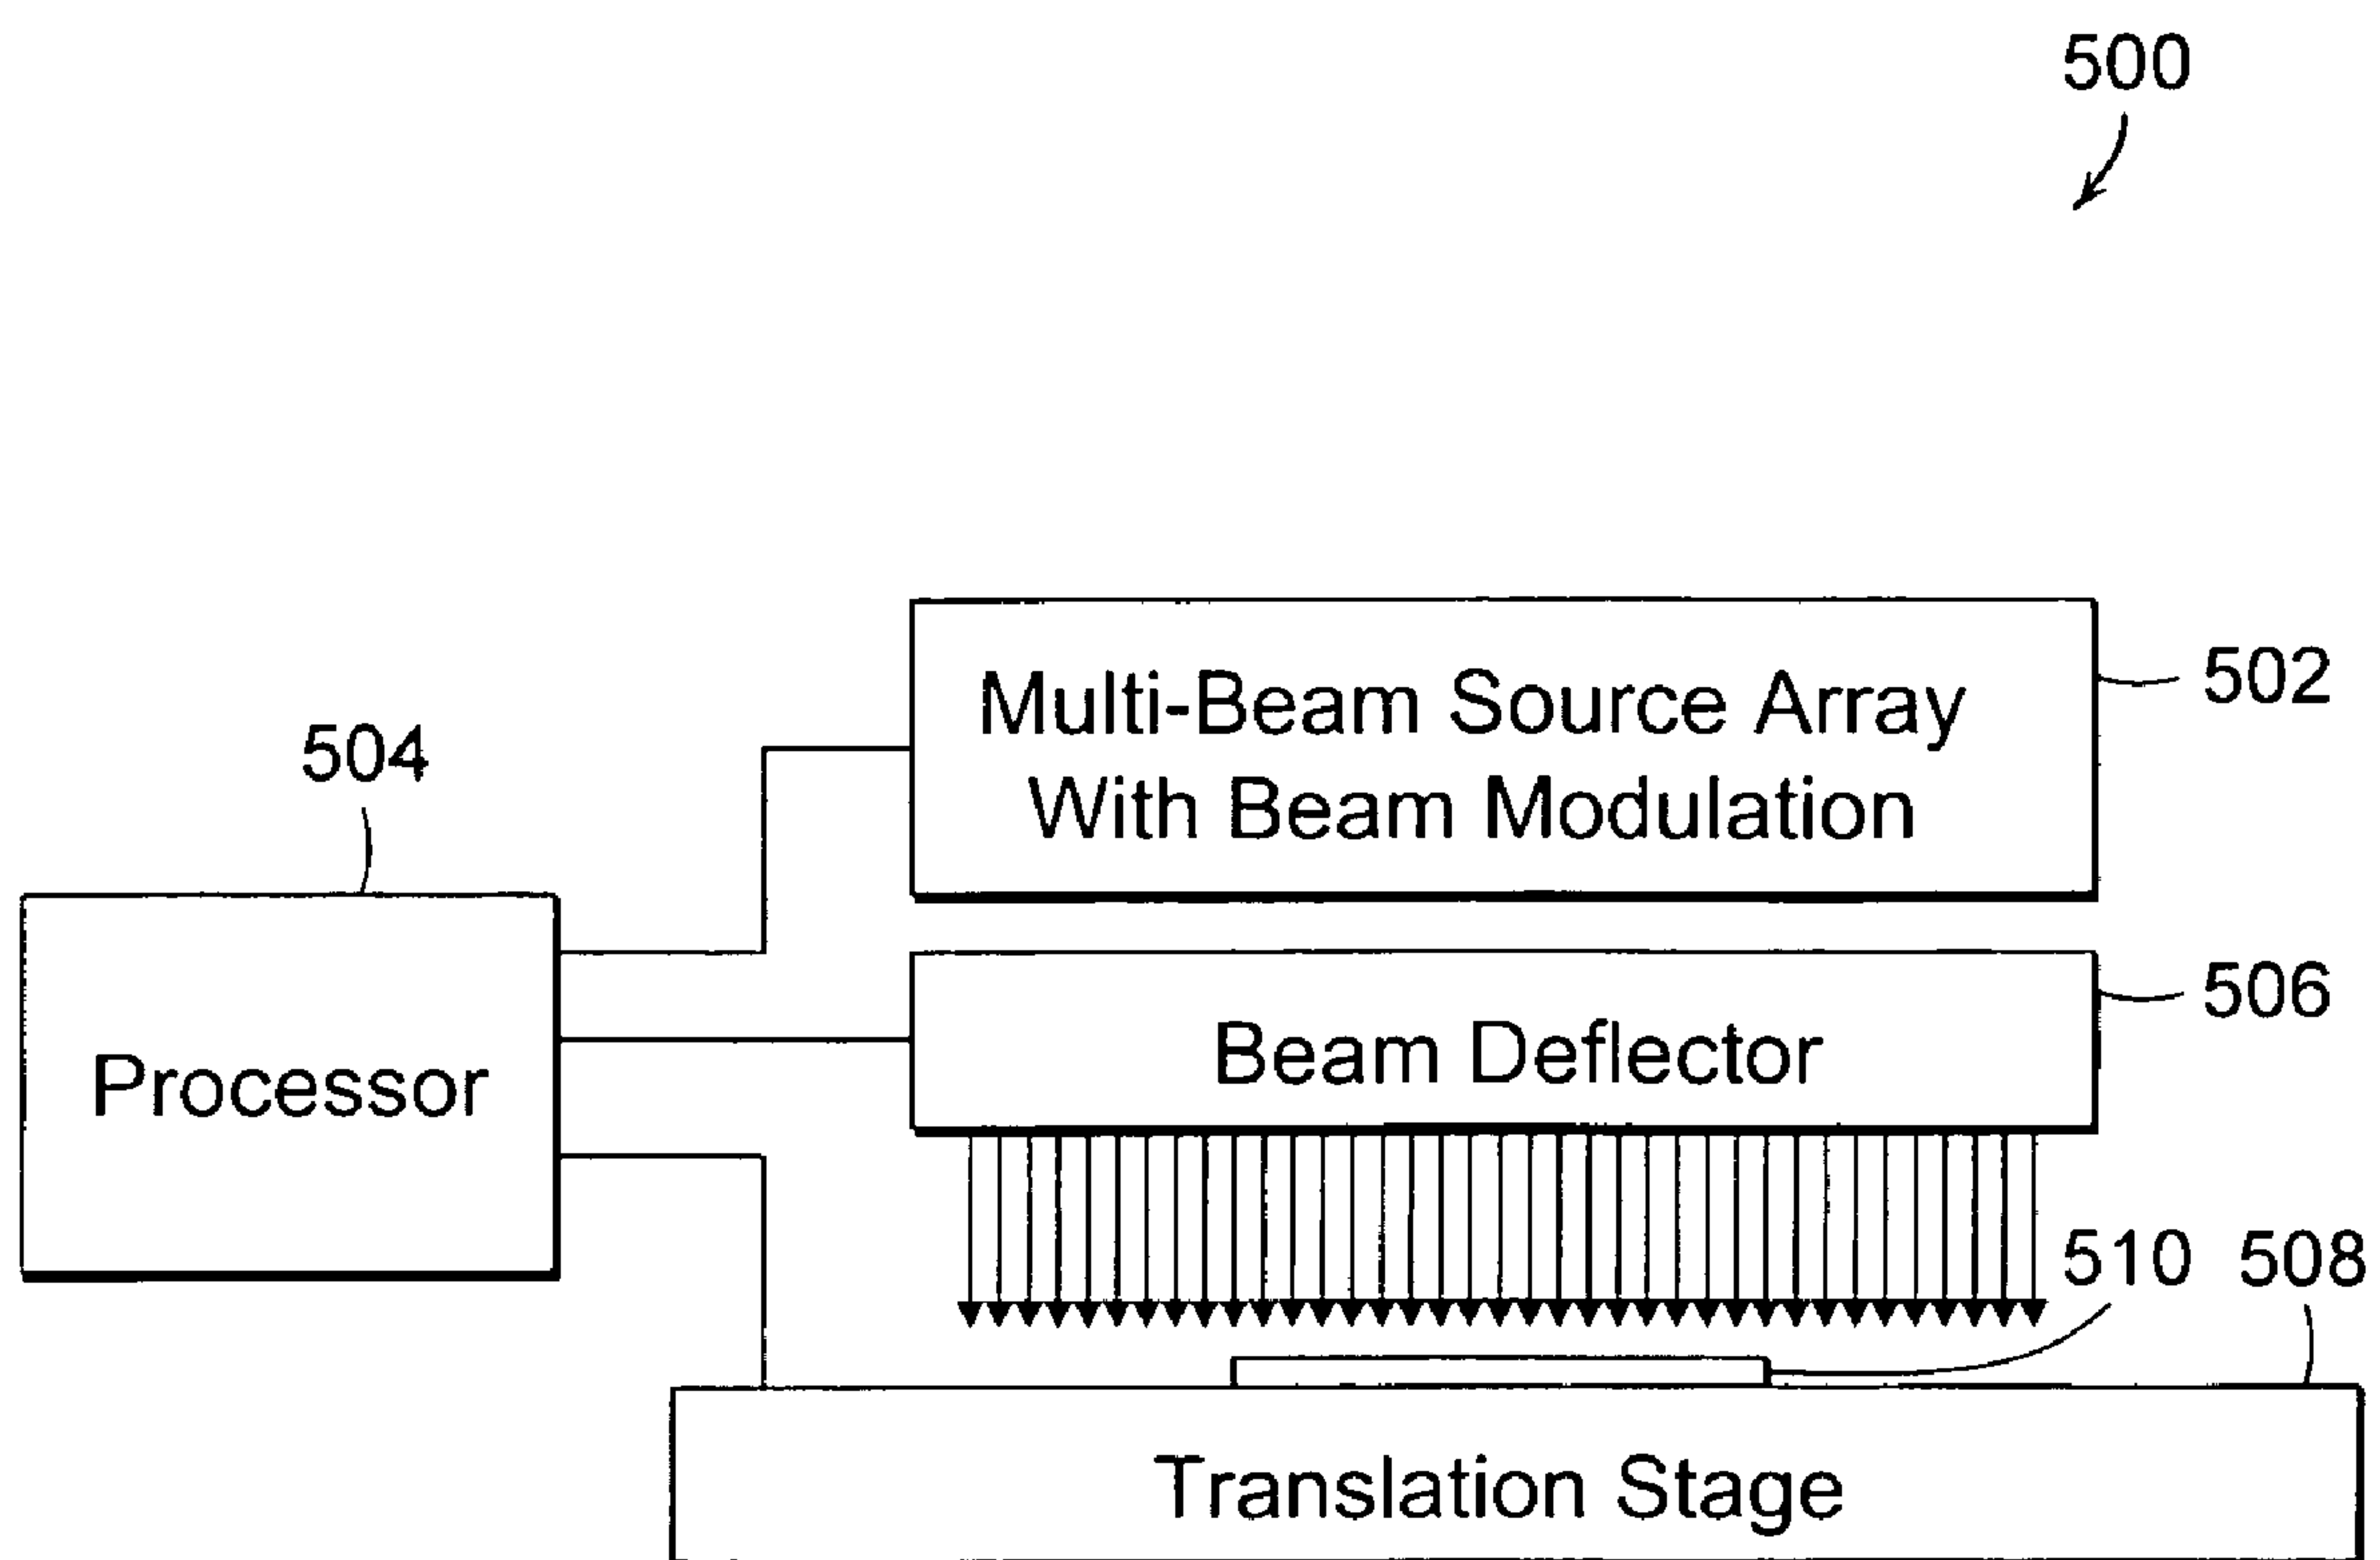 500
Multi-Beam Source Array
With Beam Modulation
502
504
506
Beam Deflector
Processor
510 508
Translation Stage